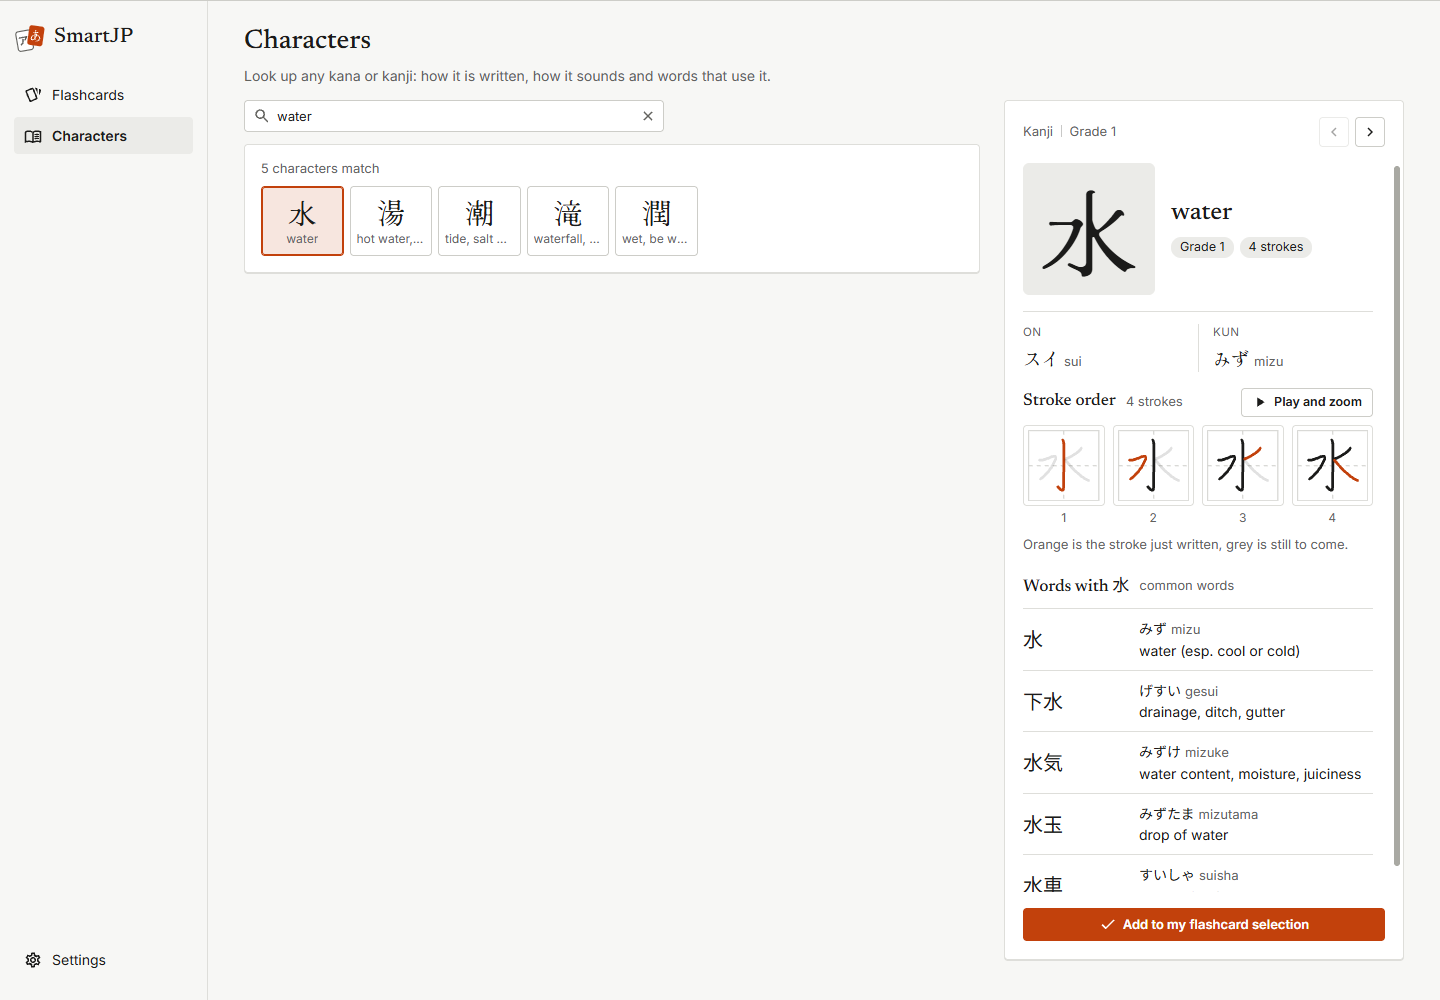 SmartJP
Flashcards
Characters
Settings
Characters
Look up any kana or kanji: how it is written, how it sounds and words that use it.
water
5 characters match
水 湯 潮 滝 潤
water hot water,... tide, salt ... waterfall, ... wet, be w...
Kanji | Grade 1
水
water
Grade 1 4 strokes
ON KUN
スイ sui みず mizu
Stroke order 4 strokes Play and zoom
1 2 3 4
Orange is the stroke just written, grey is still to come.
Words with 水 common words
水 みず mizu
water (esp. cool or cold)
下水 げすい gesui
drainage, ditch, gutter
水気 みずけ mizuke
water content, moisture, juiciness
水玉 みずたま mizutama
drop of water
水車 すいしゃ suisha
Add to my flashcard selection